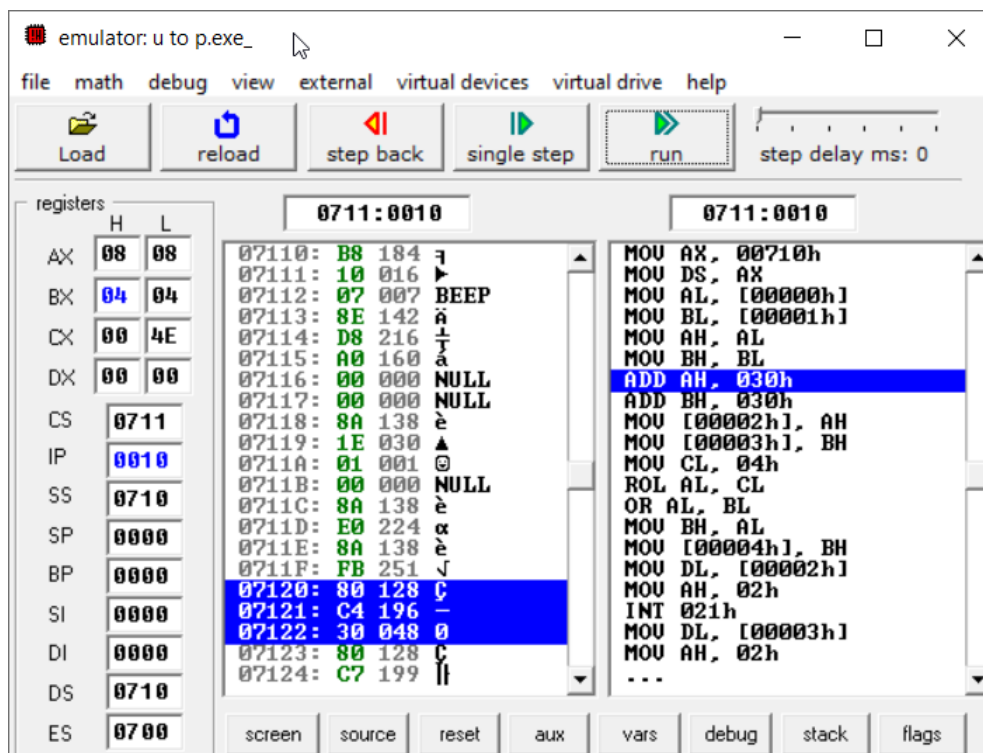 emulator: u to p.exe_
file math debug view external virtual devices virtual drive help
Load reload step back single step run step delay ms: 0
registers
H L
0711:0010 0711:0010
AX 08 08
BX 04 04
CX 00 4E
DX 00 00
CS 0711
IP 0010
SS 0710
SP 0000
BP 0000
SI 0000
DI 0000
DS 0710
ES 0700
07110: B8 184 ╕
07111: 10 016 ►
07112: 07 007 BEEP
07113: 8E 142 Ä
07114: D8 216 ╪
07115: A0 160 á
07116: 00 000 NULL
07117: 00 000 NULL
07118: 8A 138 è
07119: 1E 030 ▲
0711A: 01 001 ☺
0711B: 00 000 NULL
0711C: 8A 138 è
0711D: E0 224 α
0711E: 8A 138 è
0711F: FB 251 √
07120: 80 128 Ç
07121: C4 196 ─
07122: 30 048 0
07123: 80 128 Ç
07124: C7 199 ╟
MOV AX, 00710h
MOV DS, AX
MOV AL, [00000h]
MOV BL, [00001h]
MOV AH, AL
MOV BH, BL
ADD AH, 030h
ADD BH, 030h
MOV [00002h], AH
MOV [00003h], BH
MOV CL, 04h
ROL AL, CL
OR AL, BL
MOV BH, AL
MOV [00004h], BH
MOV DL, [00002h]
MOV AH, 02h
INT 021h
MOV DL, [00003h]
MOV AH, 02h
...
screen source reset aux vars debug stack flags